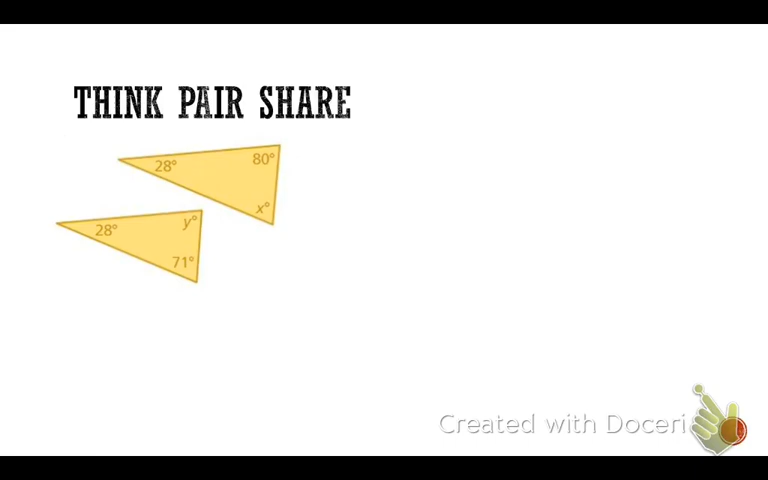 THINK PAIR SHARE
28°
80°
x°
28°
y°
71°
Created with Doceri